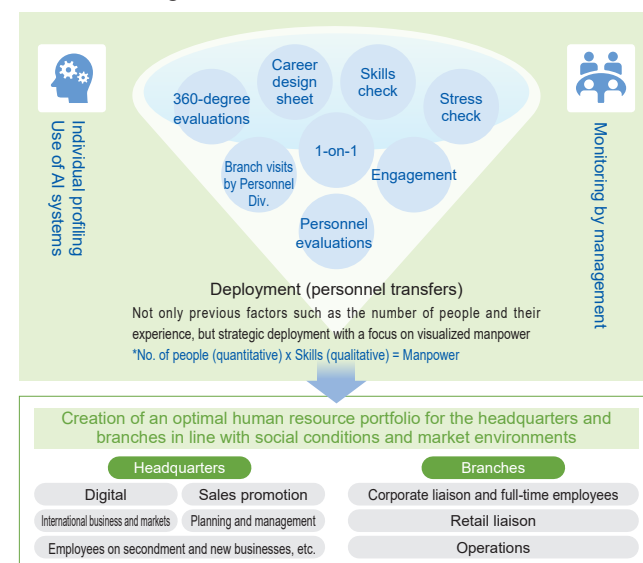 Individual profiling
Use of AI systems
360-degree
evaluations
Career
design
sheet
Skills
check
Stress
check
Branch visits
by Personnel
Div.
1-on-1
Engagement
Personnel
evaluations
Monitoring by management
Deployment (personnel transfers)
Not only previous factors such as the number of people and their
experience, but strategic deployment with a focus on visualized manpower
*No. of people (quantitative) x Skills (qualitative) = Manpower
Creation of an optimal human resource portfolio for the headquarters and
branches in line with social conditions and market environments
Headquarters
Digital
Sales promotion
International business and markets
Planning and management
Employees on secondment and new businesses, etc.
Branches
Corporate liaison and full-time employees
Retail liaison
Operations